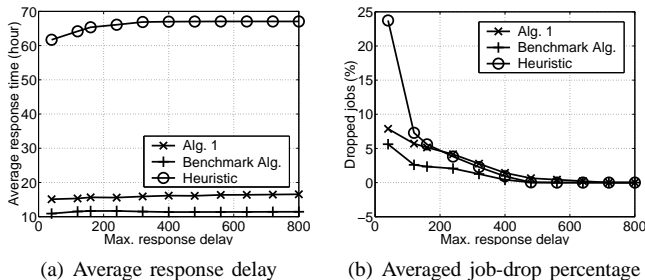 70
60
50
40
30
20
10
0
200
400
600
800
Average response time (hour)
Max. response delay
Alg. 1
Benchmark Alg.
Heuristic
(a) Average response delay
25
20
15
10
5
0
−5
0
200
400
600
800
Dropped jobs (%)
Max. response delay
Alg. 1
Benchmark Alg.
Heuristic
(b) Averaged job-drop percentage